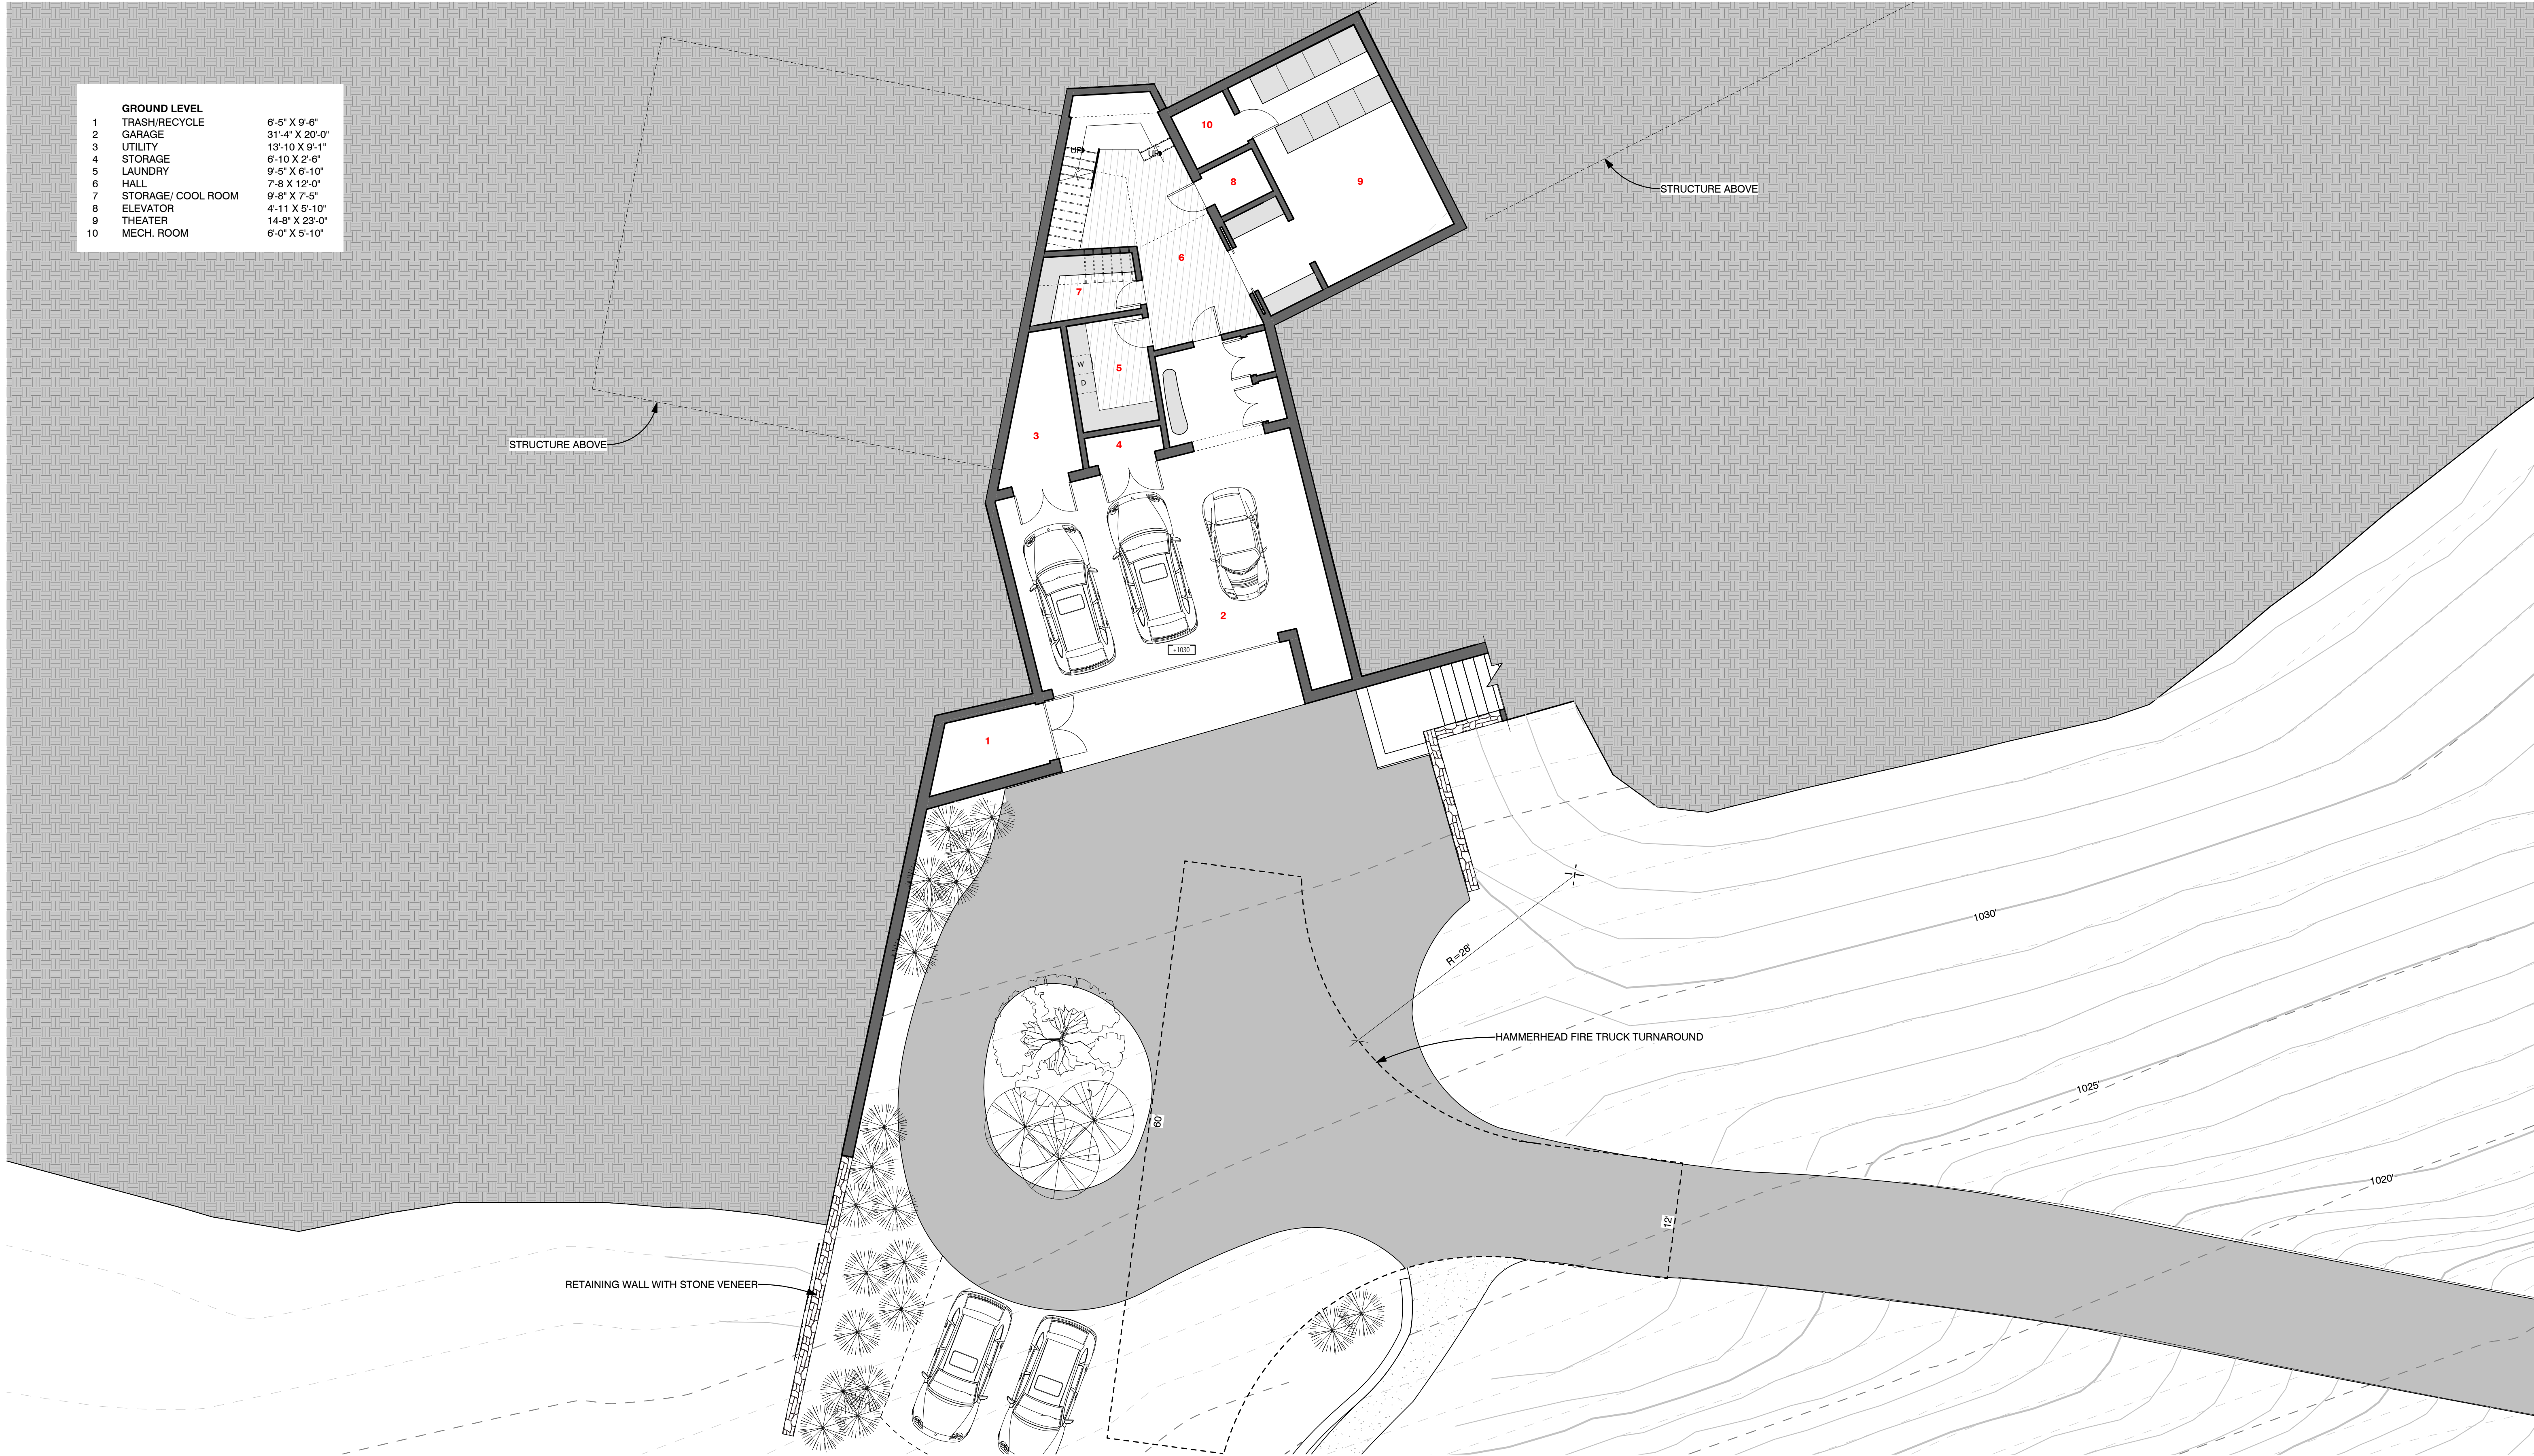 GROUND LEVEL
1 TRASH/RECYCLE 6'-5" X 9'-6"
2 GARAGE 31'-4" X 20'-0"
3 UTILITY 13'-10 X 9'-1"
4 STORAGE 6'-10 X 2'-6"
5 LAUNDRY 9'-5" X 6'-10"
6 HALL 7'-8 X 12'-0"
7 STORAGE/ COOL ROOM 9'-8" X 7'-5"
8 ELEVATOR 4'-11 X 5'-10"
9 THEATER 14-8" X 23'-0"
10 MECH. ROOM 6'-0" X 5'-10"
10
UP
UP
8
9
STRUCTURE ABOVE
6
7
W
D
5
3
4
STRUCTURE ABOVE
2
+1030
1
1030'
R=28'
HAMMERHEAD FIRE TRUCK TURNAROUND
1025'
60'
1020'
12'
RETAINING WALL WITH STONE VENEER